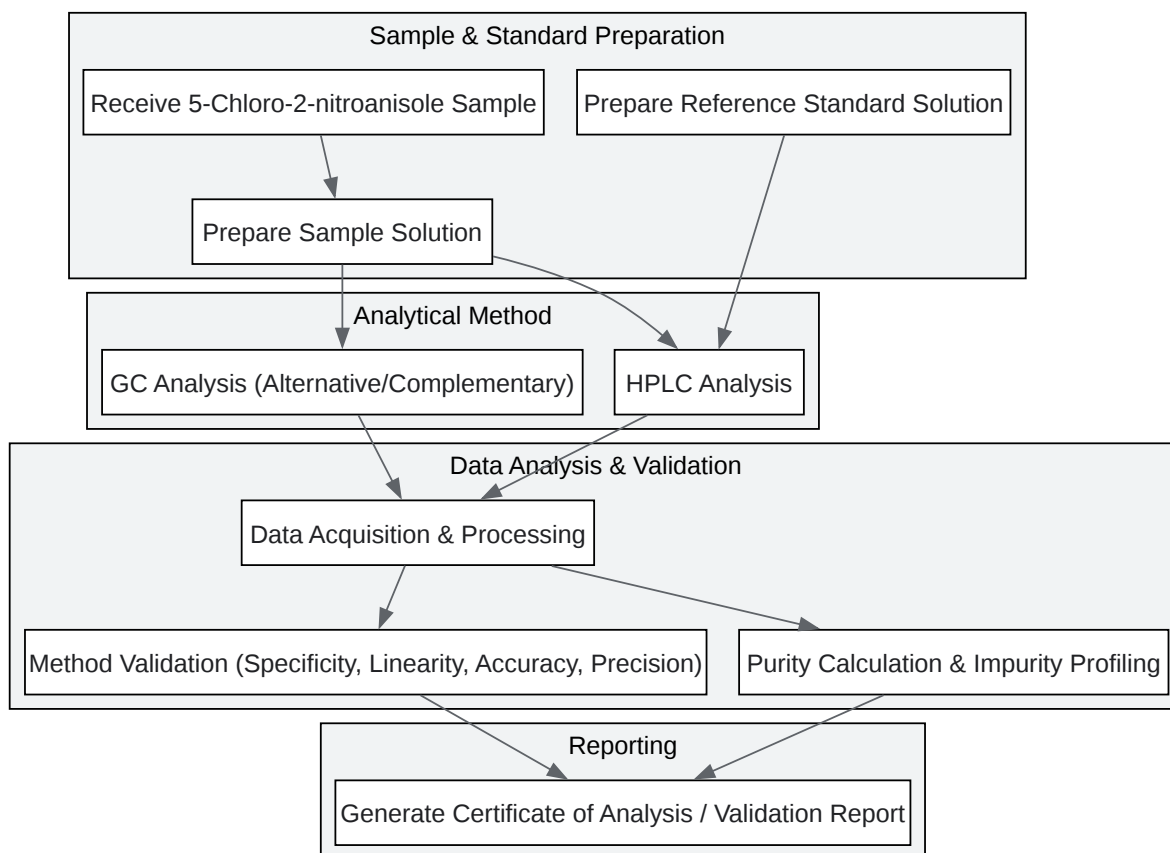 Sample & Standard Preparation
Receive 5-Chloro-2-nitroanisole Sample
Prepare Reference Standard Solution
Prepare Sample Solution
Analytical Method
GC Analysis (Alternative/Complementary)
HPLC Analysis
Data Analysis & Validation
Data Acquisition & Processing
Method Validation (Specificity, Linearity, Accuracy, Precision)
Purity Calculation & Impurity Profiling
Reporting
Generate Certificate of Analysis / Validation Report